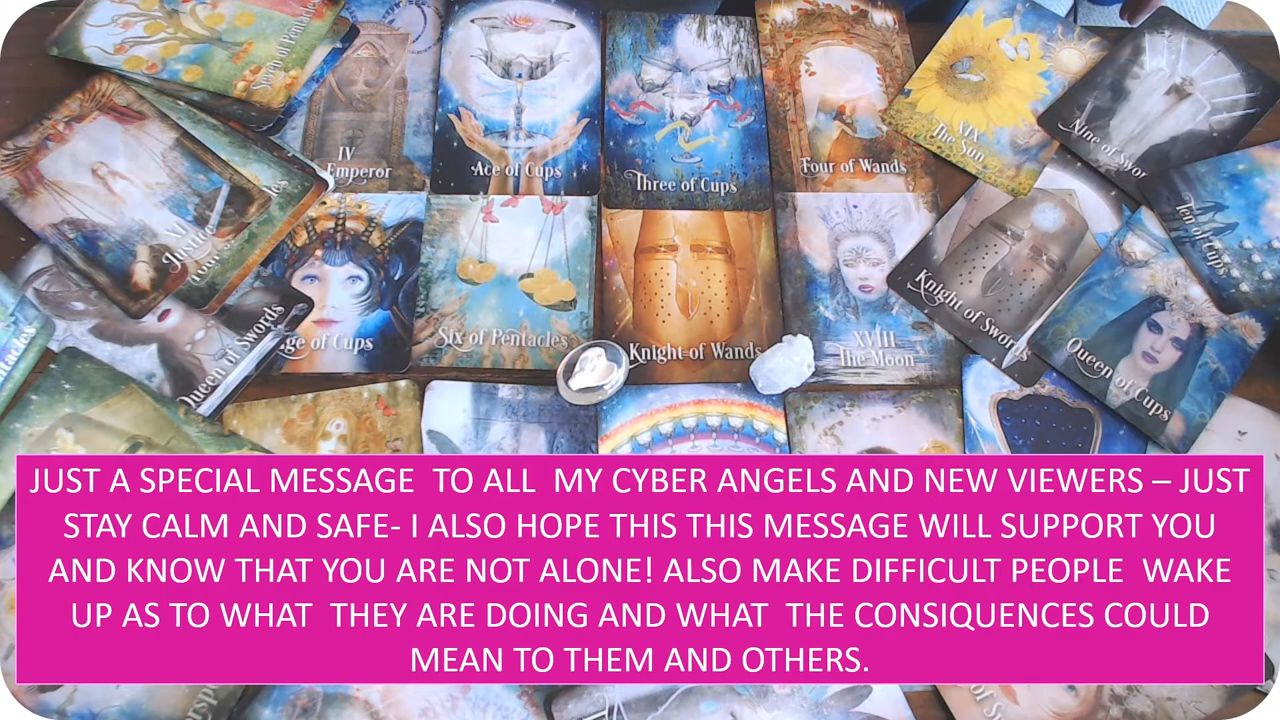 Seven of Pentacles
IV
Emperor
Ace of Cups
Three of Cups
Four of Wands
XIX
The Sun
Nine of Swor
Ten of Cups
XI
Justice
Queen of Swords
ge of Cups
Six of Pentacles
Knight of Wands
XVIII
The Moon
Knight of Swords
Queen of Cups
JUST A SPECIAL MESSAGE TO ALL MY CYBER ANGELS AND NEW VIEWERS – JUST
STAY CALM AND SAFE- I ALSO HOPE THIS THIS MESSAGE WILL SUPPORT YOU
AND KNOW THAT YOU ARE NOT ALONE! ALSO MAKE DIFFICULT PEOPLE WAKE
UP AS TO WHAT THEY ARE DOING AND WHAT THE CONSIQUENCES COULD
MEAN TO THEM AND OTHERS.